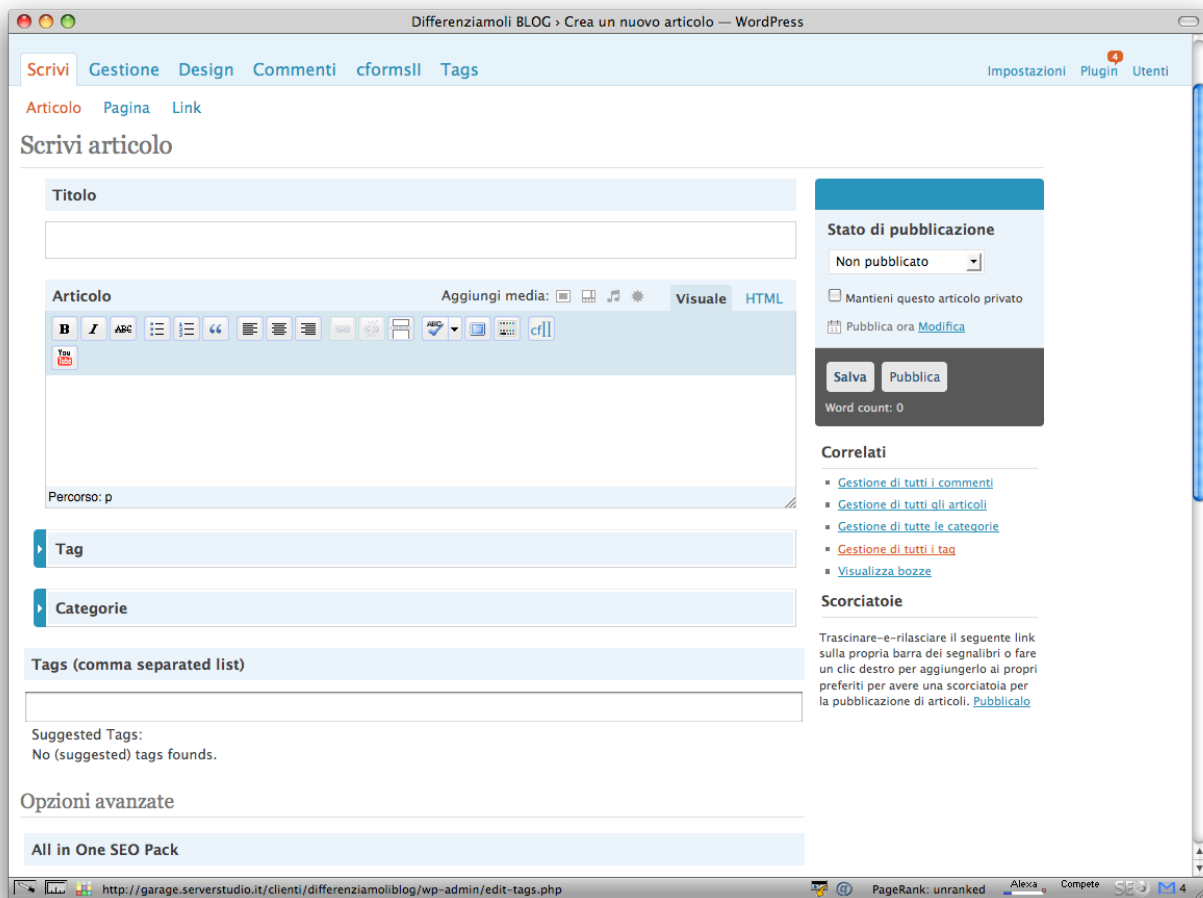 Differenziamoli BLOG › Crea un nuovo articolo — WordPress
Scrivi Gestione Design Commenti cformsII Tags
4
Impostazioni Plugin Utenti
Articolo Pagina Link
Scrivi articolo
Titolo
Articolo
Aggiungi media:
Visuale HTML
B I ABC ABC cf[]
You Tube
Percorso: p
Tag
Categorie
Tags (comma separated list)
Suggested Tags:
No (suggested) tags founds.
Opzioni avanzate
All in One SEO Pack
Stato di pubblicazione
Non pubblicato
Mantieni questo articolo privato
Pubblica ora Modifica
Salva Pubblica
Word count: 0
Correlati
Gestione di tutti i commenti
Gestione di tutti gli articoli
Gestione di tutte le categorie
Gestione di tutti i tag
Visualizza bozze
Scorciatoie
Trascinare-e-rilasciare il seguente link
sulla propria barra dei segnalibri o fare
un clic destro per aggiungerlo ai propri
preferiti per avere una scorciatoia per
la pubblicazione di articoli. Pubblicalo
http://garage.serverstudio.it/clienti/differenziamoliblog/wp-admin/edit-tags.php
@ PageRank: unranked Alexa Compete SE 4